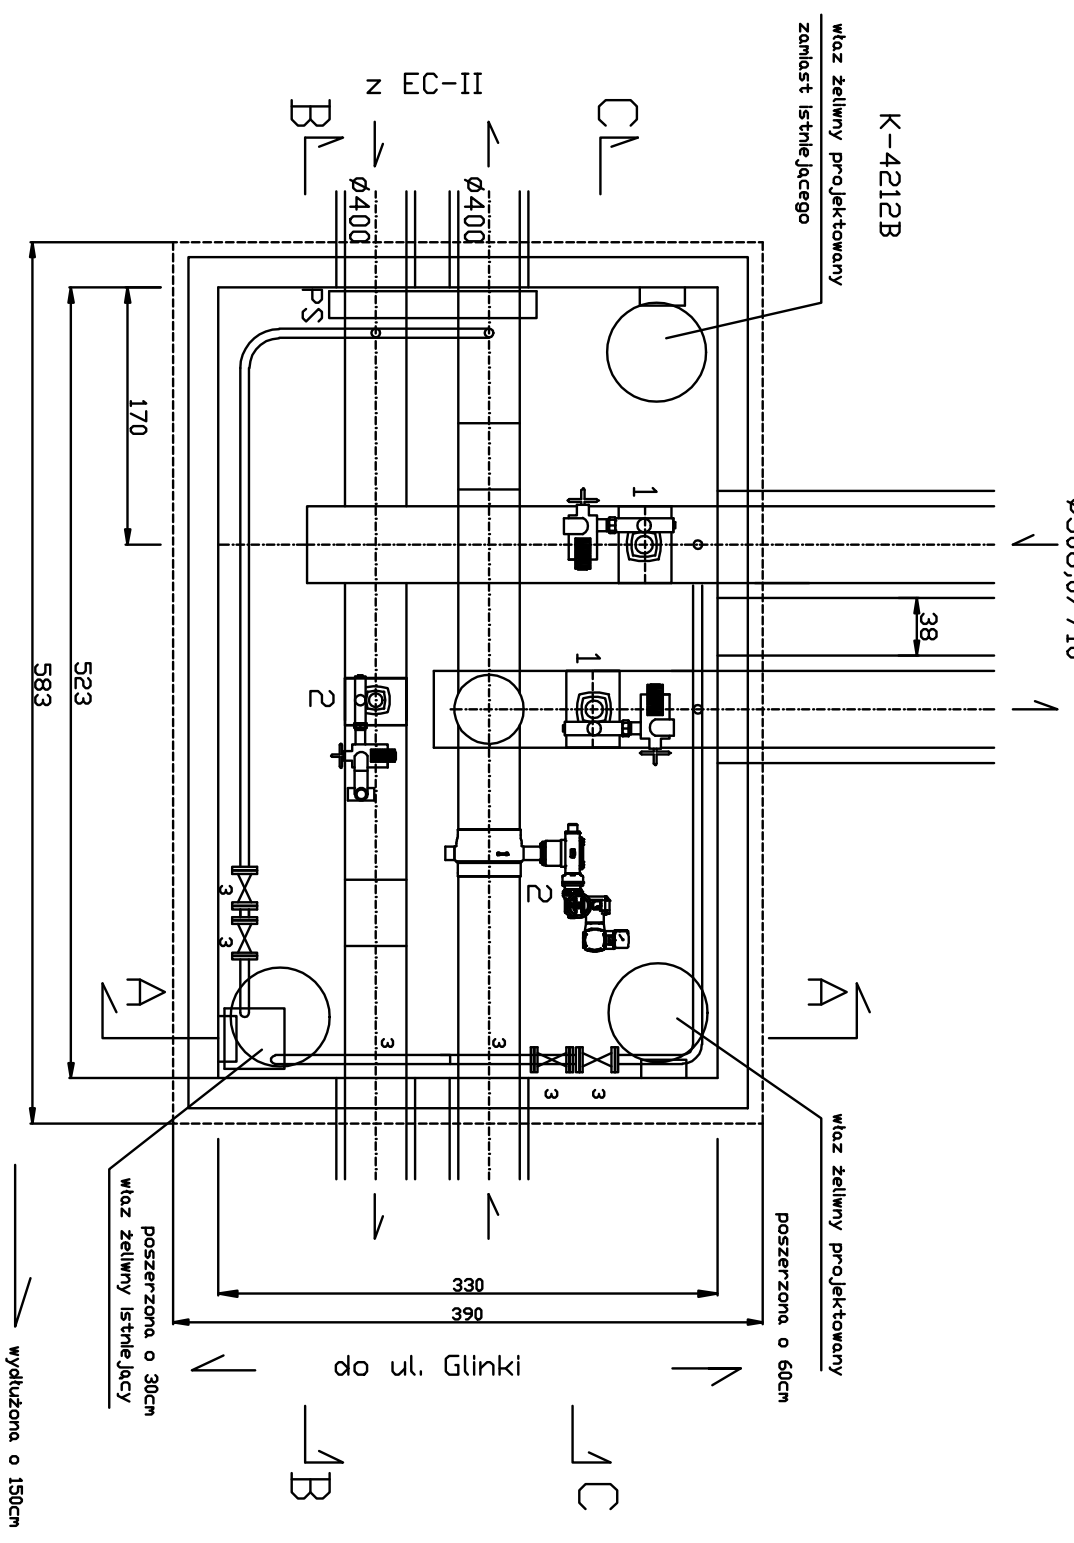 K-4212B
właz żeliwny projektowany
zamiast istniejącego
z EC-II
C
B
ø400
ø400
PS
170
523
583
1
1
2
2
38
3
3
3
3
3
3
A
A
właz żeliwny projektowany
poszerzona o 60cm
330
390
do ul. Glinki
poszerzona o 30cm
właz żeliwny istniejący
C
B
wydłużona o 150cm